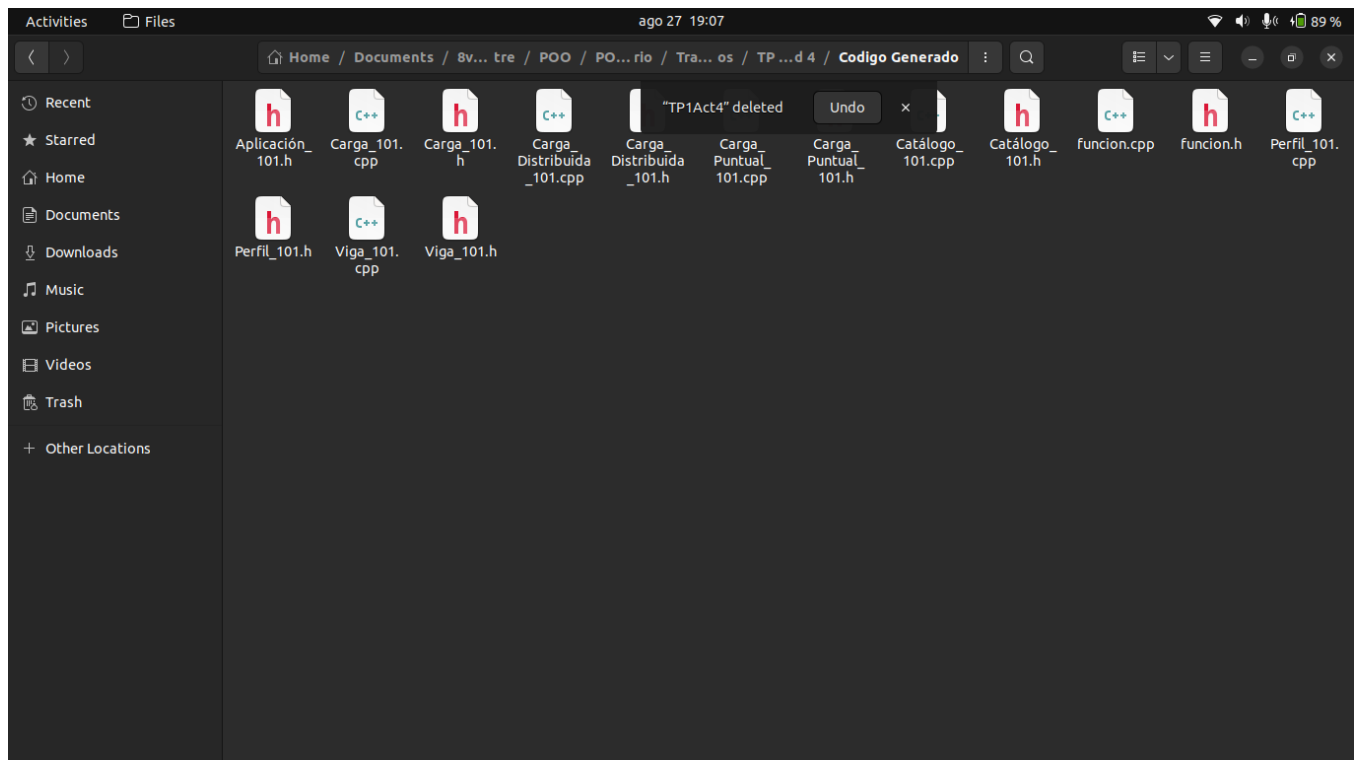 Activities Files ago 27 19:07 89 %
Home / Documents / 8v... tre / POO / PO... rio / Tra... os / TP ...d 4 / Codigo Generado
Recent
Starred
Home
Documents
Downloads
Music
Pictures
Videos
Trash
Other Locations
"TP1Act4" deleted Undo
h C++ h C++ h C++ h C++
Aplicación_
101.h
Carga_101.
cpp
Carga_101.
h
Carga_
Distribuida
_101.cpp
Carga_
Distribuida
_101.h
Carga_
Puntual_
101.cpp
Carga_
Puntual_
101.h
Catálogo_
101.cpp
Catálogo_
101.h
funcion.cpp
funcion.h
Perfil_101.
cpp
h C++ h
Perfil_101.h
Viga_101.
cpp
Viga_101.h